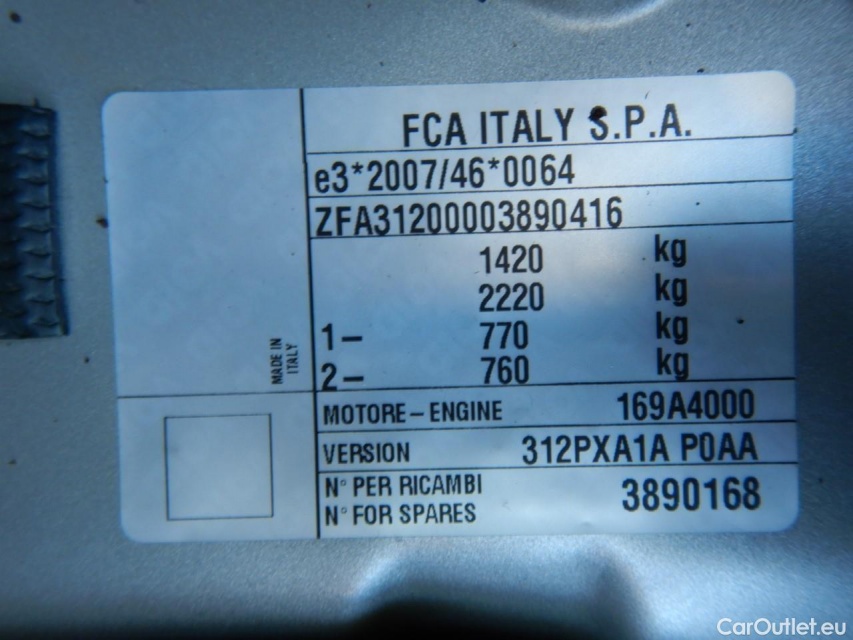 FCA ITALY S.P.A.
e3*2007/46*0064
ZFA31200003890416
1420 kg
2220 kg
1– 770 kg
2– 760 kg
MADE IN
ITALY
MOTORE – ENGINE 169A4000
VERSION 312PXA1A P0AA
N° PER RICAMBI
N° FOR SPARES
3890168
CarOutlet.eu